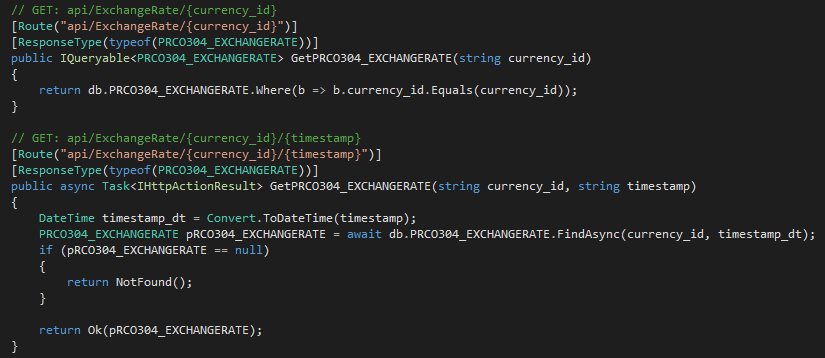 // GET: api/ExchangeRate/{currency_id}
[Route("api/ExchangeRate/{currency_id}")]
[ResponseType(typeof(PRCO304_EXCHANGERATE))]
public IQueryable<PRCO304_EXCHANGERATE> GetPRCO304_EXCHANGERATE(string currency_id)
{
    return db.PRCO304_EXCHANGERATE.Where(b => b.currency_id.Equals(currency_id));
}

// GET: api/ExchangeRate/{currency_id}/{timestamp}
[Route("api/ExchangeRate/{currency_id}/{timestamp}")]
[ResponseType(typeof(PRCO304_EXCHANGERATE))]
public async Task<IHttpActionResult> GetPRCO304_EXCHANGERATE(string currency_id, string timestamp)
{
    DateTime timestamp_dt = Convert.ToDateTime(timestamp);
    PRCO304_EXCHANGERATE pRCO304_EXCHANGERATE = await db.PRCO304_EXCHANGERATE.FindAsync(currency_id, timestamp_dt);
    if (pRCO304_EXCHANGERATE == null)
    {
        return NotFound();
    }

    return Ok(pRCO304_EXCHANGERATE);
}